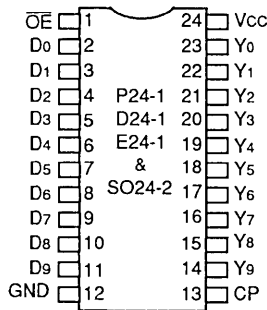 OE 1 24 Vcc
D0 2 23 Y0
D1 3 22 Y1
D2 4 P24-1 21 Y2
D3 5 D24-1 20 Y3
D4 6 E24-1 19 Y4
D5 7 & 18 Y5
D6 8 SO24-2 17 Y6
D7 9 16 Y7
D8 10 15 Y8
D9 11 14 Y9
GND 12 13 CP